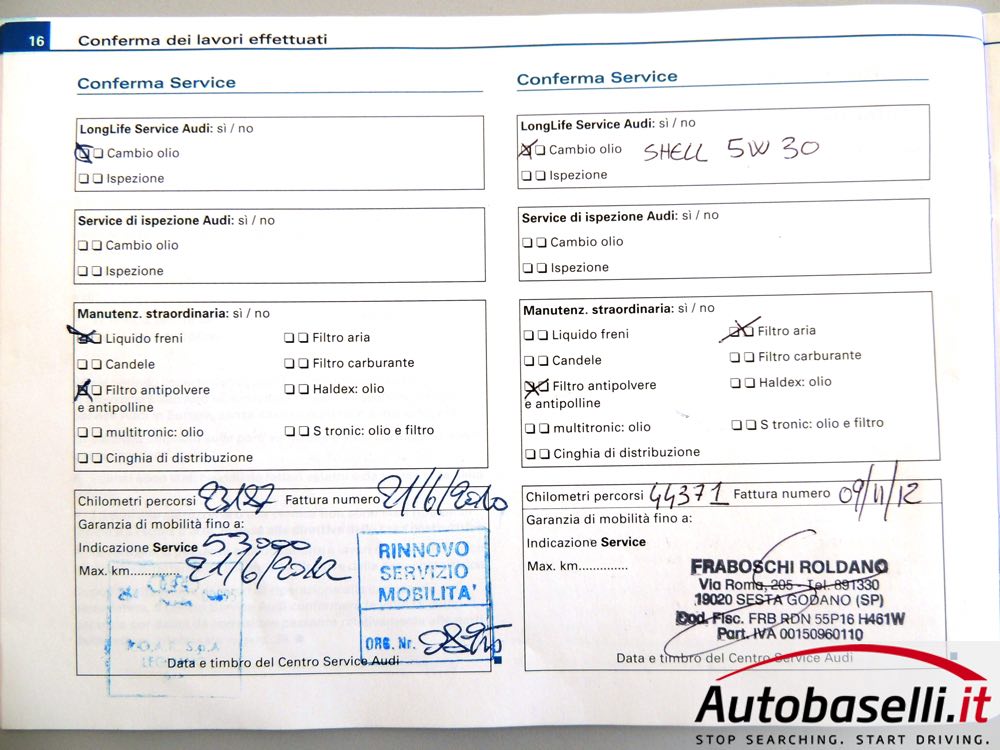 16 Conferma dei lavori effettuati
Conferma Service
LongLife Service Audi: sì / no
Cambio olio
Ispezione
Service di ispezione Audi: sì / no
Cambio olio
Ispezione
Manutenz. straordinaria: sì / no
Liquido freni
Filtro aria
Candele
Filtro carburante
Filtro antipolvere
e antipolline
Haldex: olio
multitronic: olio
S tronic: olio e filtro
Cinghia di distribuzione
Chilometri percorsi 23127 Fattura numero 21/6/2010
Garanzia di mobilità fino a:
Indicazione Service 53000
Max. km.............. 21/6/2012
RINNOVO
SERVIZIO
MOBILITA'
ORG. Nr.
Data e timbro del Centro Service Audi
Conferma Service
LongLife Service Audi: sì / no
Cambio olio SHELL 5W 30
Ispezione
Service di ispezione Audi: sì / no
Cambio olio
Ispezione
Manutenz. straordinaria: sì / no
Liquido freni
Filtro aria
Candele
Filtro carburante
Filtro antipolvere
e antipolline
Haldex: olio
multitronic: olio
S tronic: olio e filtro
Cinghia di distribuzione
Chilometri percorsi 44371 Fattura numero 09/11/12
Garanzia di mobilità fino a:
Indicazione Service
Max. km..............
FRABOSCHI ROLDANO
Via Roma, 205 - Tel. 891330
19020 SESTA GODANO (SP)
Cod. Fisc. FRB RDN 55P16 H461W
Part. IVA 00150960110
Data e timbro del Centro Service Audi
Autobaselli.it
STOP SEARCHING. START DRIVING.